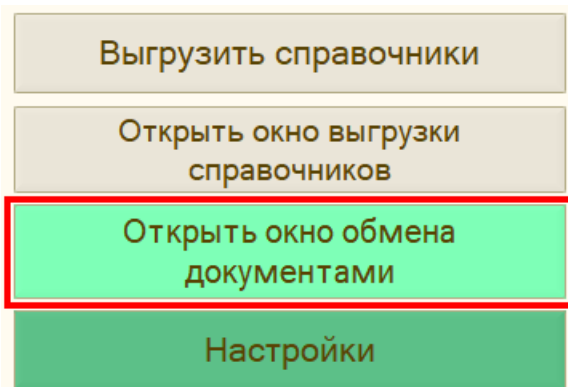 Выгрузить справочники
Открыть окно выгрузки
справочников
Открыть окно обмена
документами
Настройки